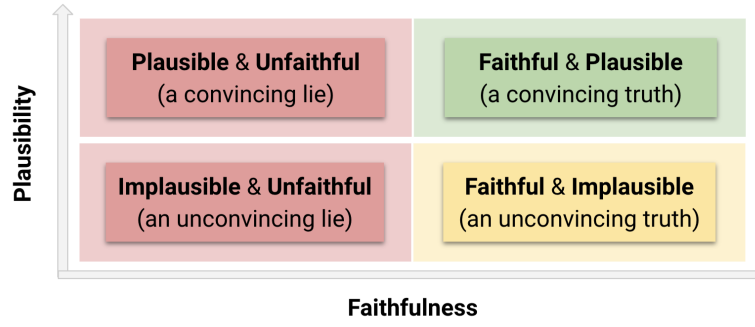 Plausibility
Plausible & Unfaithful
(a convincing lie)
Faithful & Plausible
(a convincing truth)
Implausible & Unfaithful
(an unconvincing lie)
Faithful & Implausible
(an unconvincing truth)
Faithfulness